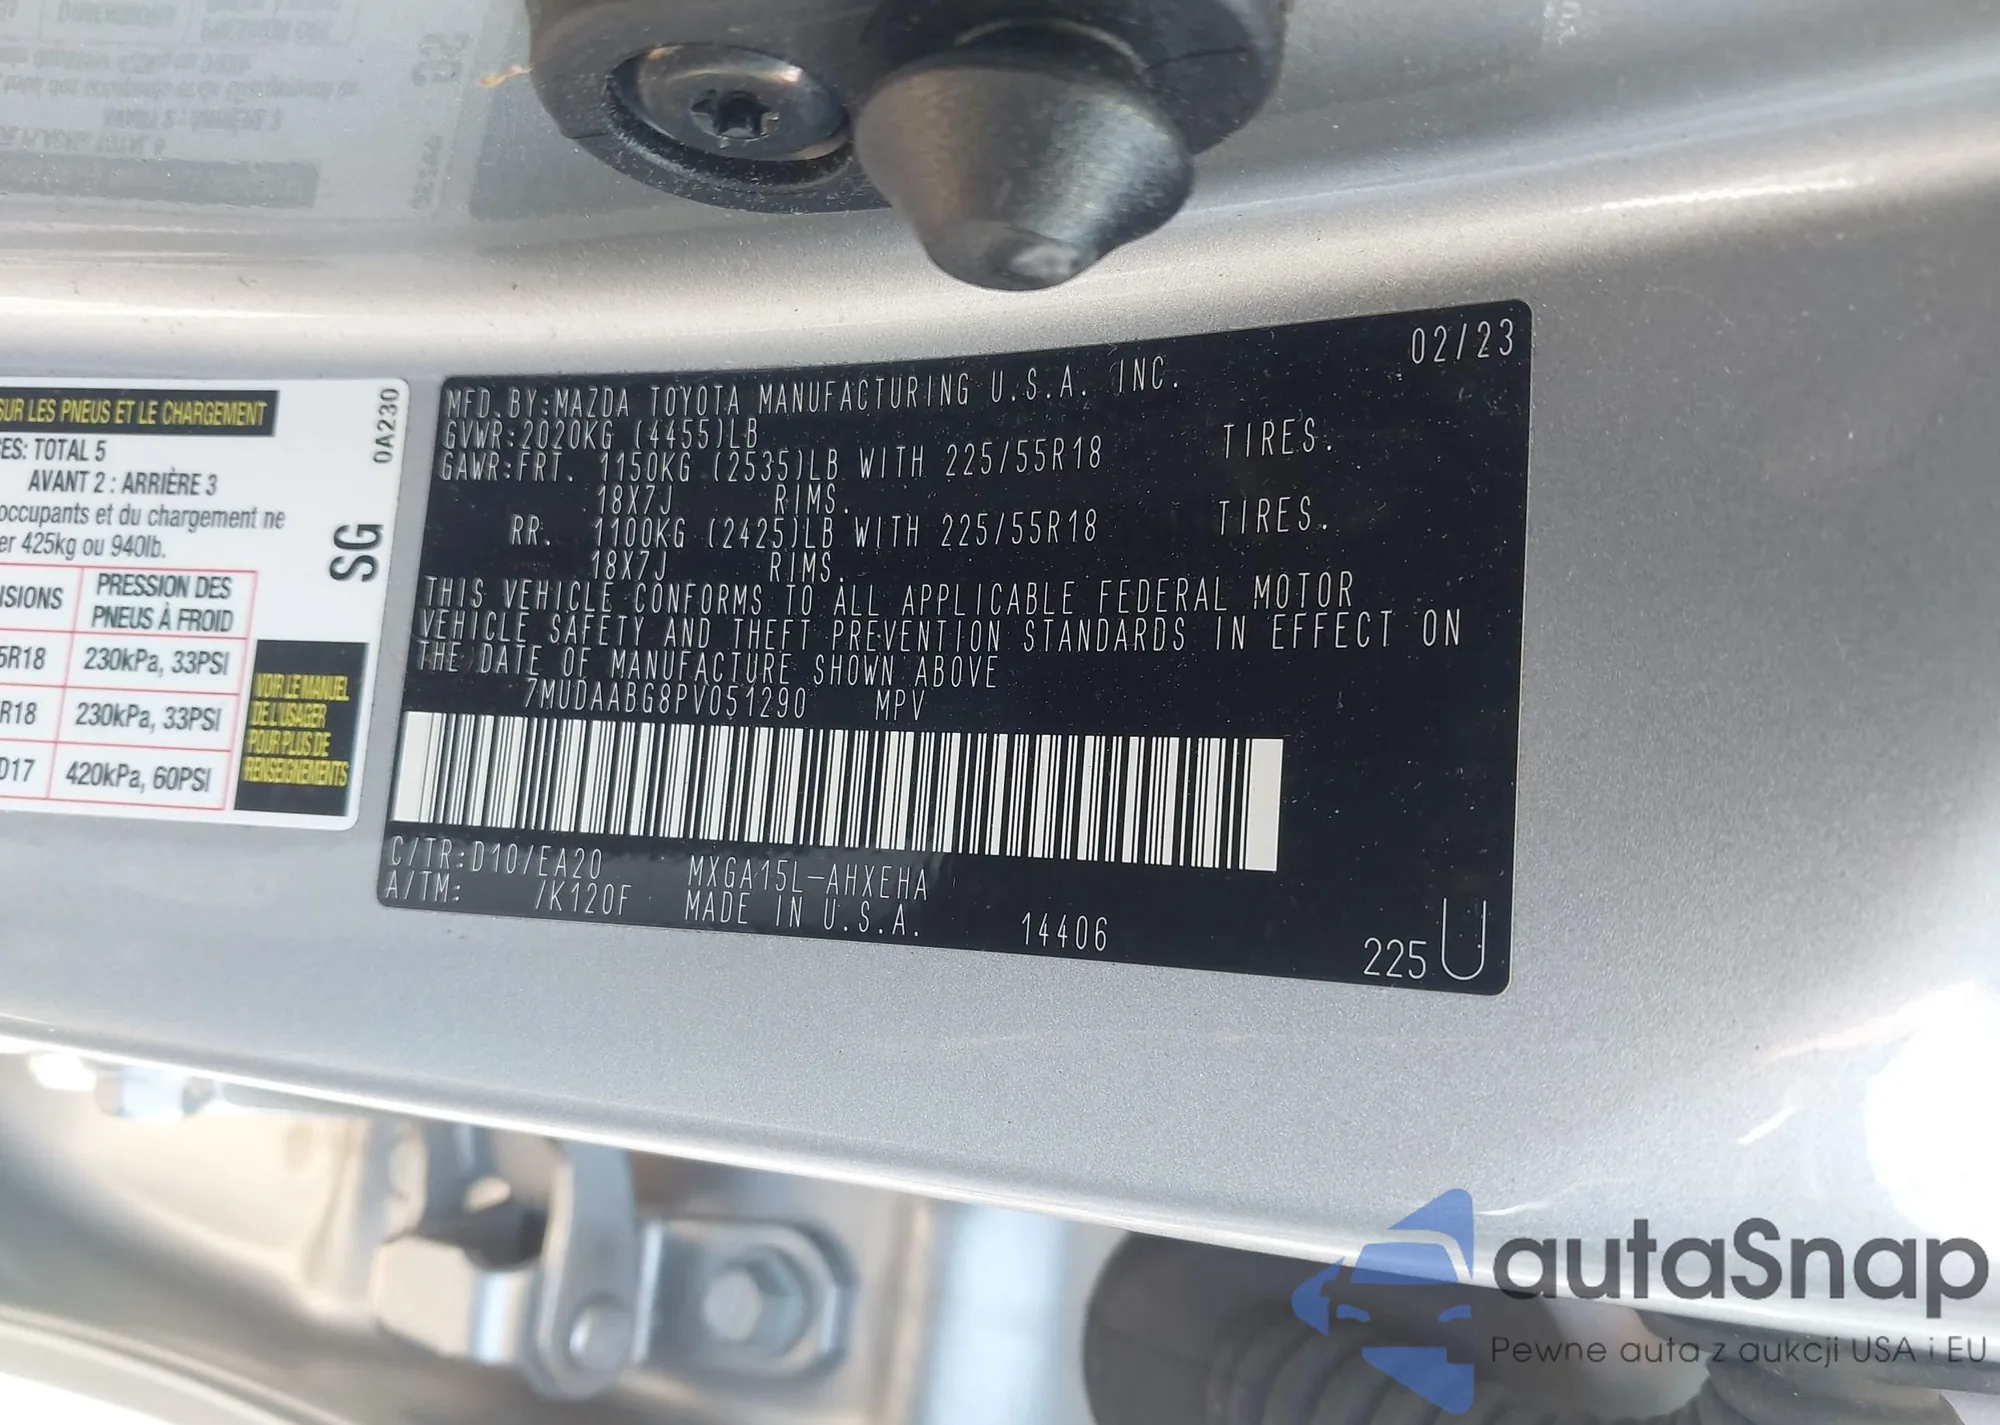 SUR LES PNEUS ET LE CHARGEMENT
0A230
ES: TOTAL 5
AVANT 2 : ARRIÈRE 3
occupants et du chargement ne
er 425kg ou 940lb.
SG
ISIONS
PRESSION DES
PNEUS À FROID
5R18 230kPa, 33PSI
R18 230kPa, 33PSI
D17 420kPa, 60PSI
VOIR LE MANUEL
DE L'USAGER
POUR PLUS DE
RENSEIGNEMENTS
02/23
MFD.BY:MAZDA TOYOTA MANUFACTURING U.S.A. INC.
GVWR:2020KG (4455)LB
GAWR:FRT. 1150KG (2535)LB WITH 225/55R18 TIRES.
18X7J RIMS.
RR. 1100KG (2425)LB WITH 225/55R18 TIRES.
18X7J RIMS.
THIS VEHICLE CONFORMS TO ALL APPLICABLE FEDERAL MOTOR
VEHICLE SAFETY AND THEFT PREVENTION STANDARDS IN EFFECT ON
THE DATE OF MANUFACTURE SHOWN ABOVE
7MUDAABG8PV051290 MPV
C/TR:D10/EA20 MXGA15L-AHXEHA
A/TM: /K120F MADE IN U.S.A. 14406
225 U
autaSnap
Pewne auta z aukcji USA i EU